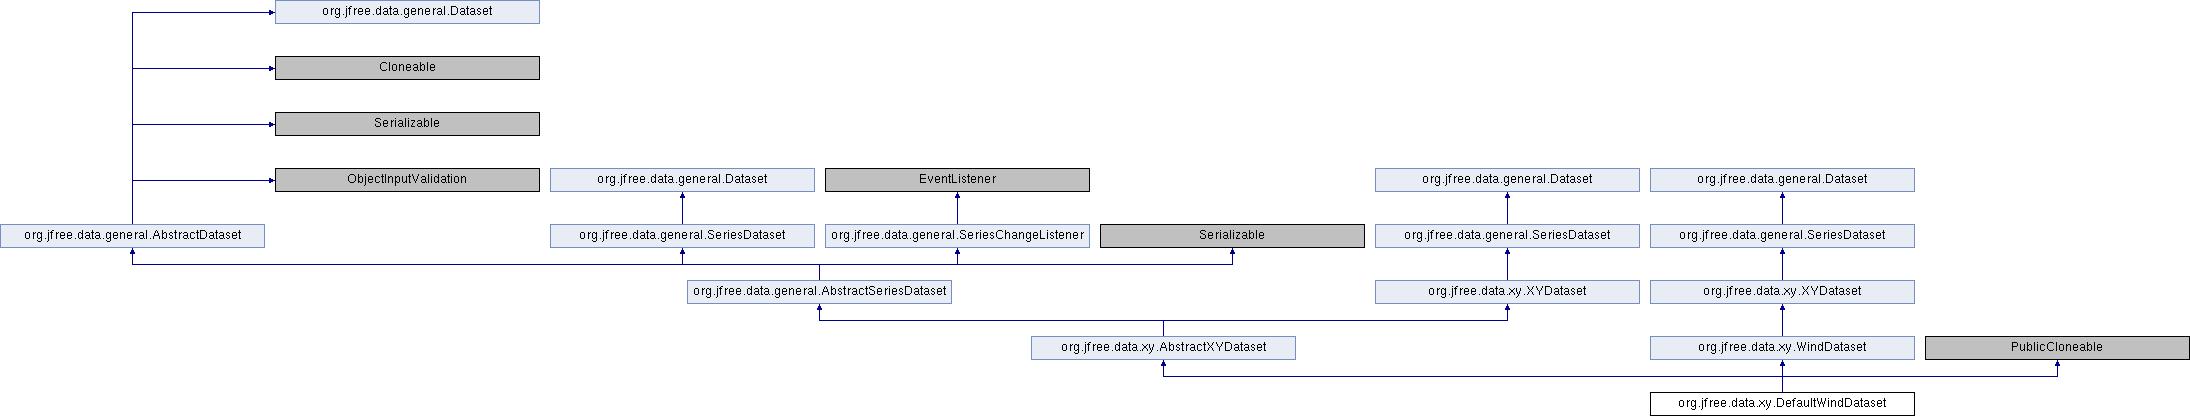 org.jfree.data.general.Dataset
Cloneable
Serializable
ObjectInputValidation
org.jfree.data.general.Dataset
EventListener
org.jfree.data.general.Dataset
org.jfree.data.general.Dataset
org.jfree.data.general.AbstractDataset
org.jfree.data.general.SeriesDataset
org.jfree.data.general.SeriesChangeListener
Serializable
org.jfree.data.general.SeriesDataset
org.jfree.data.general.SeriesDataset
org.jfree.data.general.AbstractSeriesDataset
org.jfree.data.xy.XYDataset
org.jfree.data.xy.XYDataset
org.jfree.data.xy.AbstractXYDataset
org.jfree.data.xy.WindDataset
PublicCloneable
org.jfree.data.xy.DefaultWindDataset